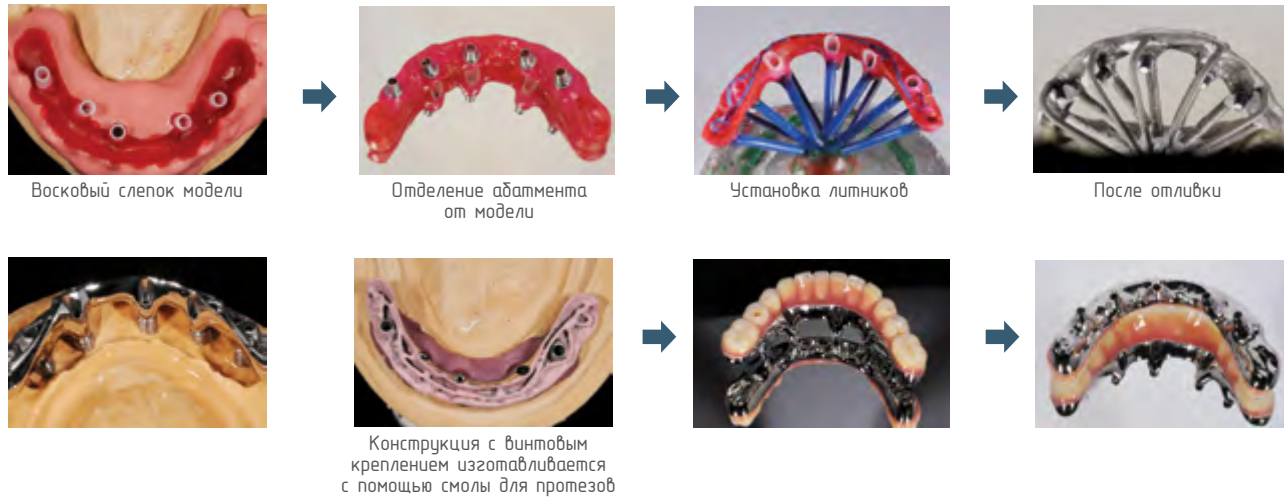 Восковый слепок модели
Отделение абатмента
от модели
Установка литников
После отливки
Конструкция с винтовым
креплением изготавливается
с помощью смолы для протезов